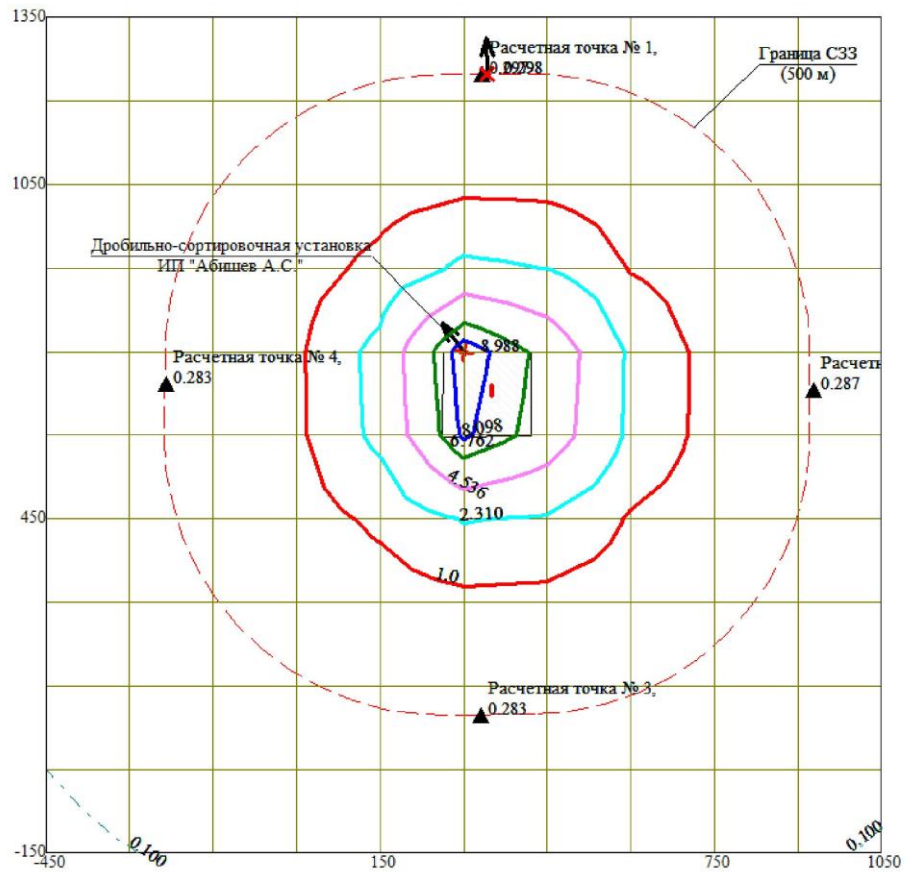 1350
Расчетная точка № 1,
0.298
Граница СЗЗ
(500 м)
1050
Дробильно-сортировочная установка
ИП "Абишев А.С."
8.988
Расчетная точка № 4,
0.283
Расчетн
0.287
8.098
6.762
4.536
450
2.310
1.0
Расчетная точка № 3,
0.283
0.100
0.100
-150
-450
150
750
1050